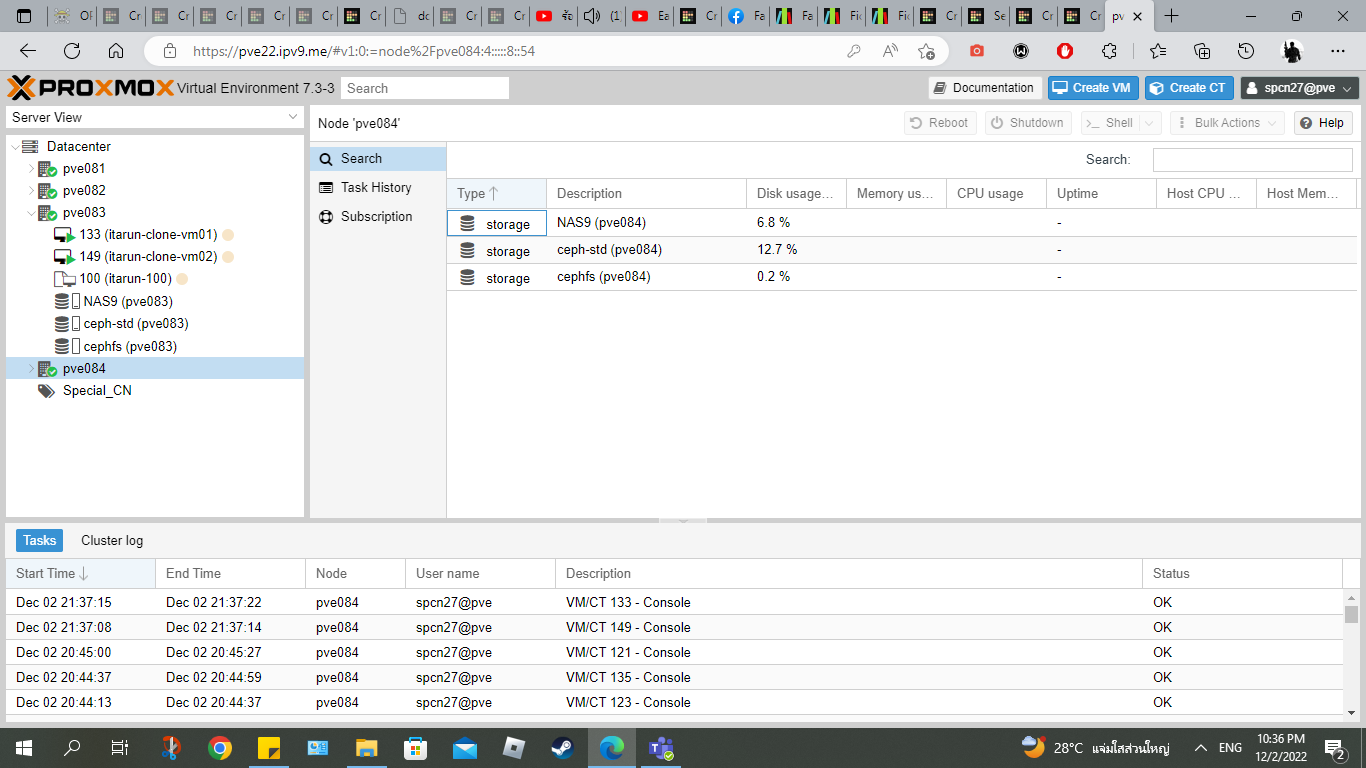 OF
Cr
Cr
Cr
Cr
Cr
Cr
dc
Cr
Cr
(1
Ea
Cr
Fa
Fa
Fic
Fic
Cr
Se
Cr
Cr
pv
https://pve22.ipv9.me/#v1:0:=node%2Fpve084:4:::::8::54
PROXMOX Virtual Environment 7.3-3 Search Documentation Create VM Create CT spcn27@pve
Server View
Node 'pve084' Reboot Shutdown >_ Shell Bulk Actions Help
Datacenter
pve081
pve082
pve083
133 (itarun-clone-vm01)
149 (itarun-clone-vm02)
100 (itarun-100)
NAS9 (pve083)
ceph-std (pve083)
cephfs (pve083)
pve084
Special_CN
Search
Task History
Subscription
Search:
Type Description Disk usage... Memory us... CPU usage Uptime Host CPU ... Host Mem...
storage NAS9 (pve084) 6.8 % -
storage ceph-std (pve084) 12.7 % -
storage cephfs (pve084) 0.2 % -
Tasks Cluster log
Start Time End Time Node User name Description Status
Dec 02 21:37:15 Dec 02 21:37:22 pve084 spcn27@pve VM/CT 133 - Console OK
Dec 02 21:37:08 Dec 02 21:37:14 pve084 spcn27@pve VM/CT 149 - Console OK
Dec 02 20:45:00 Dec 02 20:45:27 pve084 spcn27@pve VM/CT 121 - Console OK
Dec 02 20:44:37 Dec 02 20:44:59 pve084 spcn27@pve VM/CT 135 - Console OK
Dec 02 20:44:13 Dec 02 20:44:37 pve084 spcn27@pve VM/CT 123 - Console OK
28°C แจ่มใสส่วนใหญ่ ENG 10:36 PM
12/2/2022
2